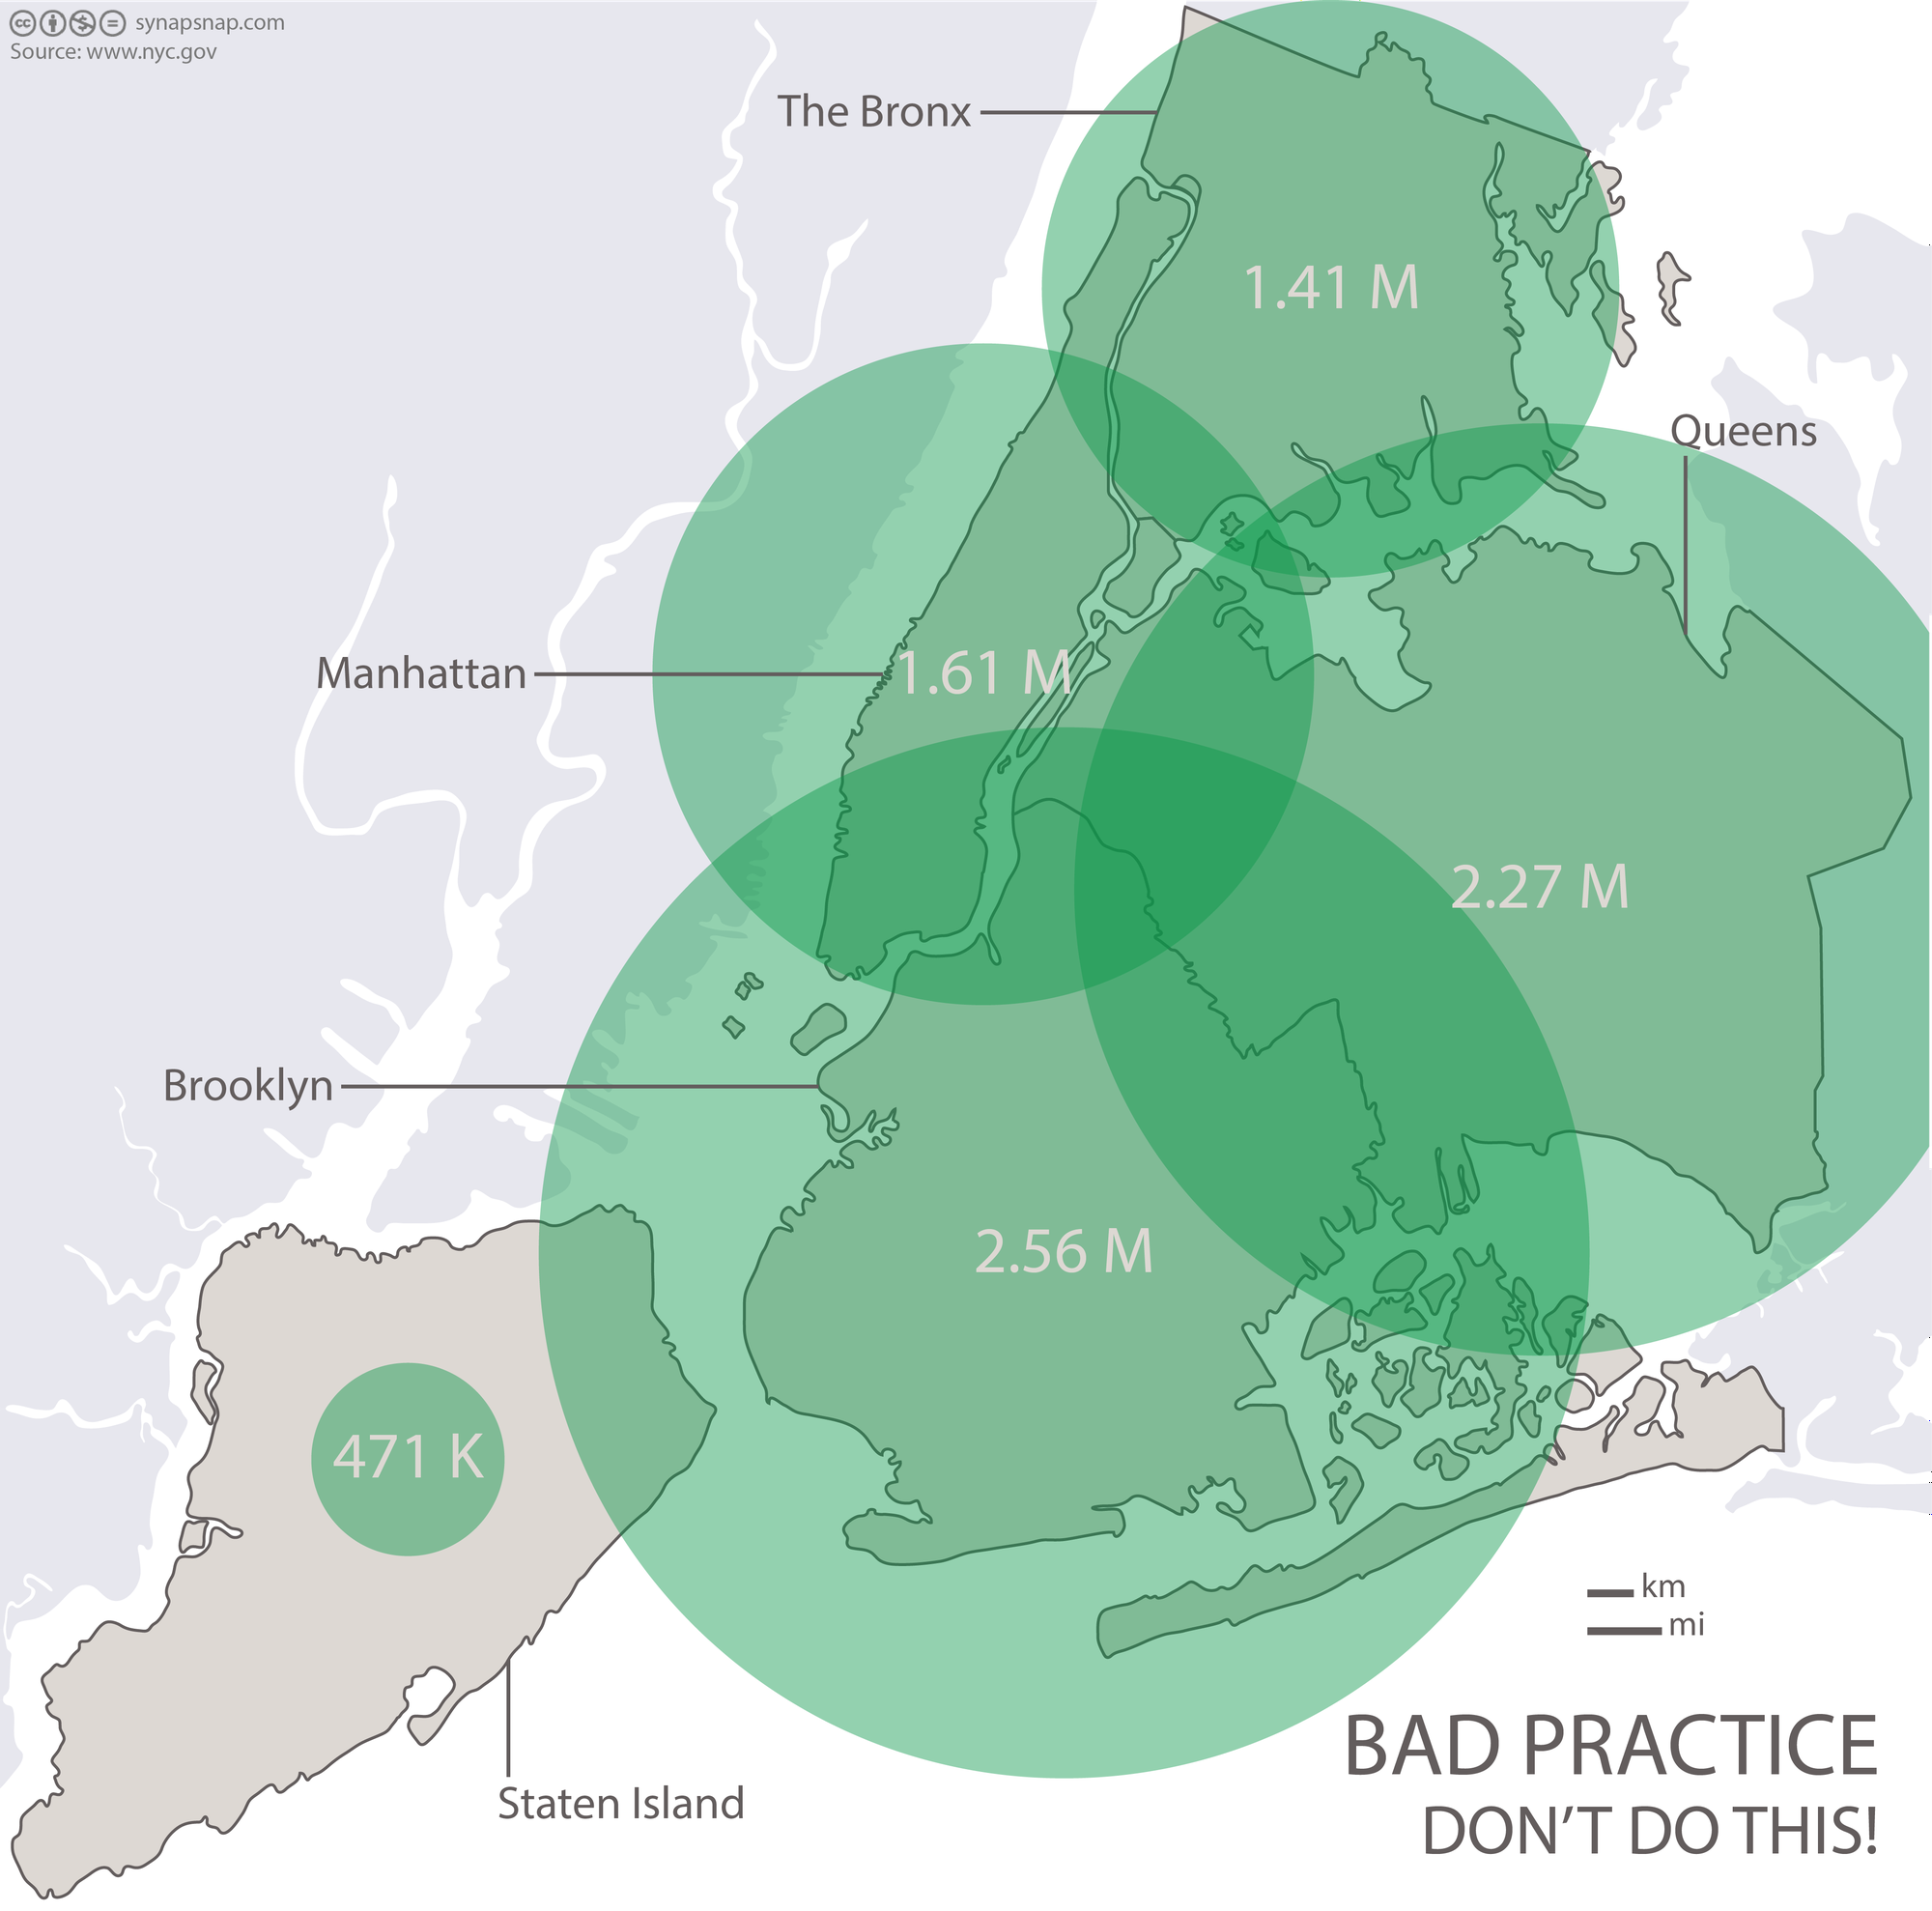 synapsnap.com
Source: www.nyc.gov
The Bronx
1.41 M
Queens
Manhattan
1.61 M
2.27 M
Brooklyn
2.56 M
471 K
km
mi
BAD PRACTICE
DON'T DO THIS!
Staten Island